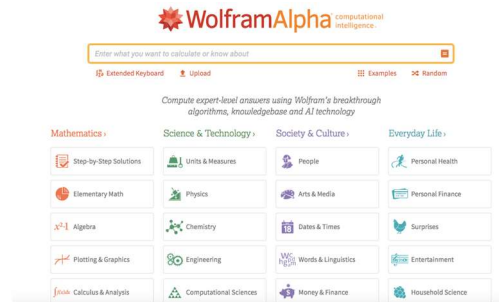 WolframAlpha computational intelligence
Enter what you want to calculate or know about
Extended Keyboard Upload Examples Random
Compute expert-level answers using Wolfram's breakthrough
algorithms, knowledgebase and AI technology
Mathematics › Science & Technology › Society & Culture › Everyday Life ›
Step-by-Step Solutions Units & Measures People Personal Health
Elementary Math Physics Arts & Media Personal Finance
x²-1 Algebra Chemistry 18 Dates & Times Surprises
Plotting & Graphics Engineering Words & Linguistics Entertainment
Calculus & Analysis Computational Sciences Money & Finance Household Science